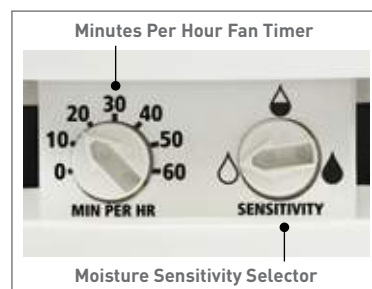 Minutes Per Hour Fan Timer
30
20 40
10 50
0 60
MIN PER HR SENSITIVITY
Moisture Sensitivity Selector